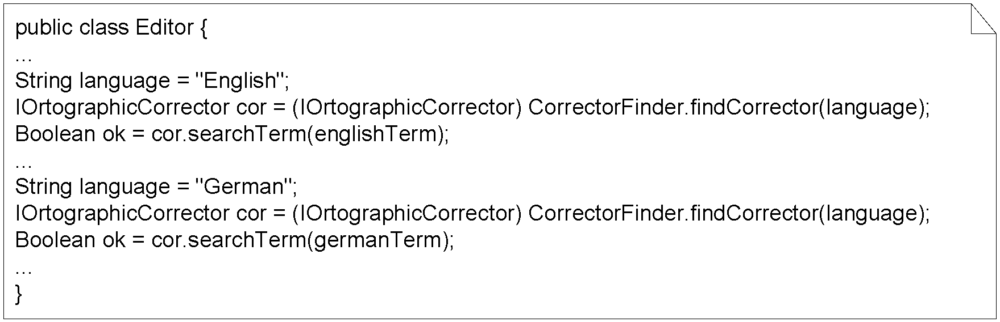 public class Editor {
...
String language = "English";
IOrtographicCorrector cor = (IOrtographicCorrector) CorrectorFinder.findCorrector(language);
Boolean ok = cor.searchTerm(englishTerm);
...
String language = "German";
IOrtographicCorrector cor = (IOrtographicCorrector) CorrectorFinder.findCorrector(language);
Boolean ok = cor.searchTerm(germanTerm);
...
}